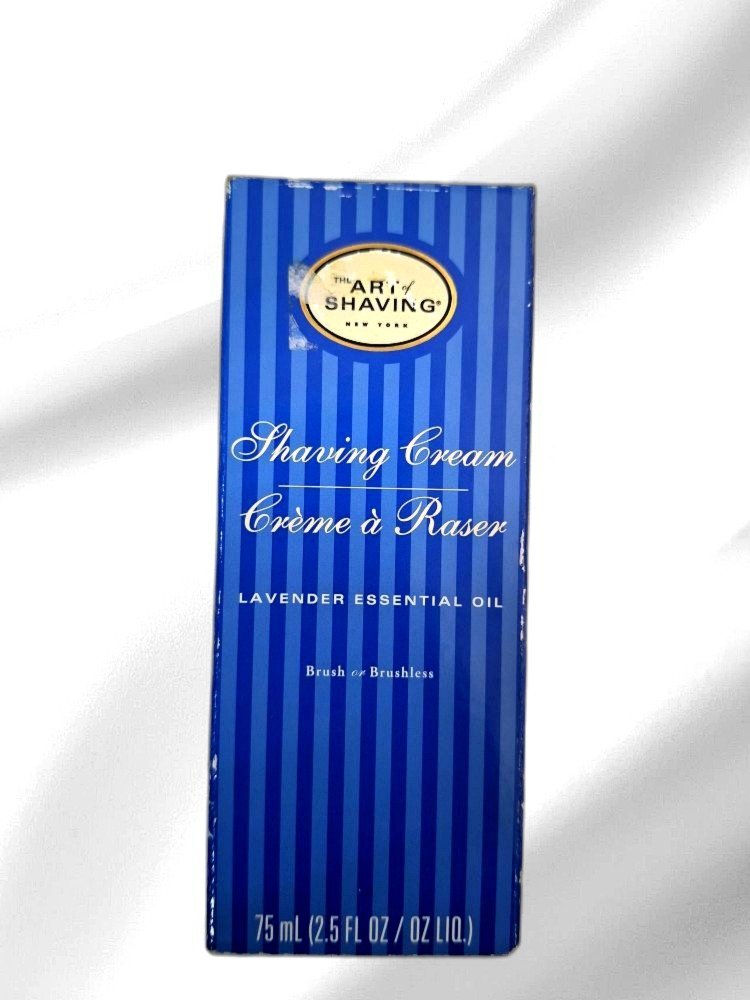 THE
ART of
SHAVING®
NEW YORK
Shaving Cream
Crème à Raser
LAVENDER ESSENTIAL OIL
Brush or Brushless
75 mL (2.5 FL OZ / OZ LIQ.)